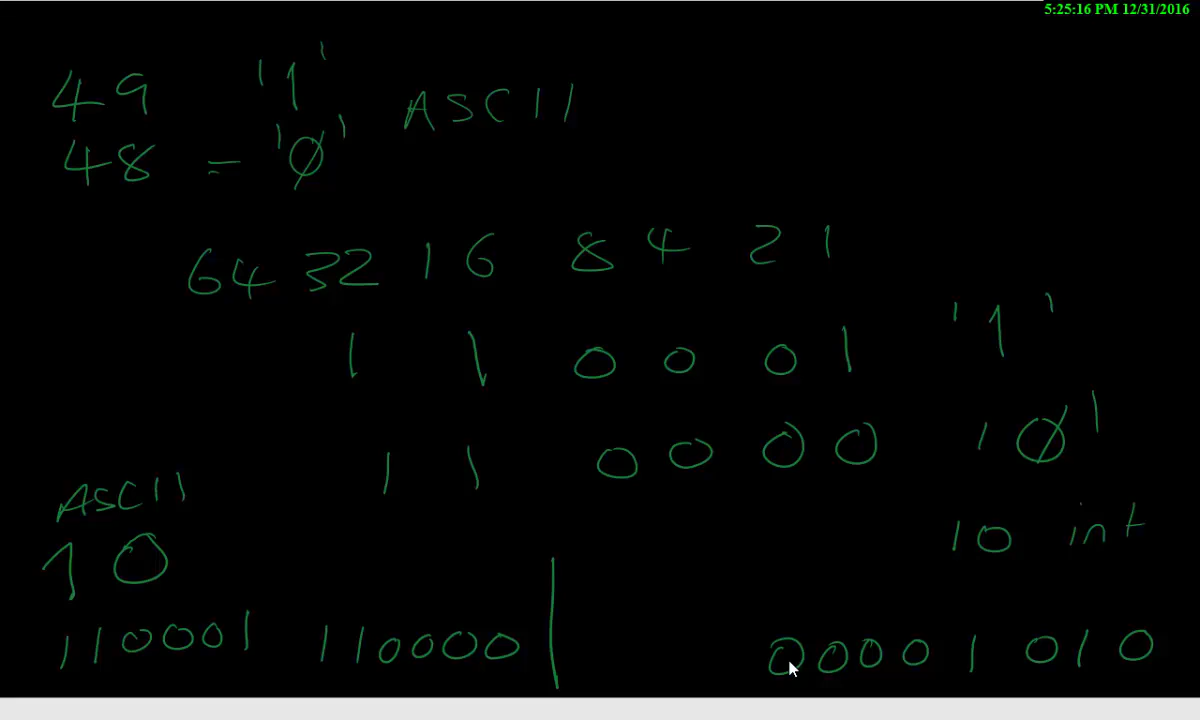 5:25:16 PM 12/31/2016
49 '1' ASCII
48 = '0'
64 32 16 8 4 2 1
1 1 0 0 0 1 '1'
1 1 0 0 0 0 '0'
ASCII
10
10 int
110001 110000 | 00001010